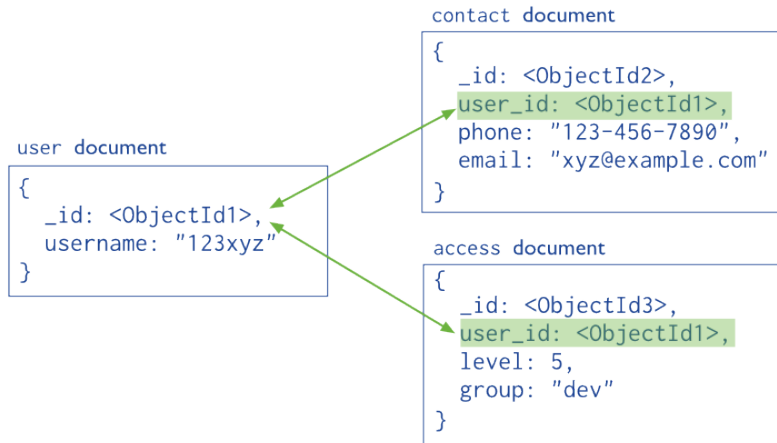 user document
{
_id: <ObjectId1>,
username: "123xyz"
}
contact document
{
_id: <ObjectId2>,
user_id: <ObjectId1>,
phone: "123-456-7890",
email: "xyz@example.com"
}
access document
{
_id: <ObjectId3>,
user_id: <ObjectId1>,
level: 5,
group: "dev"
}